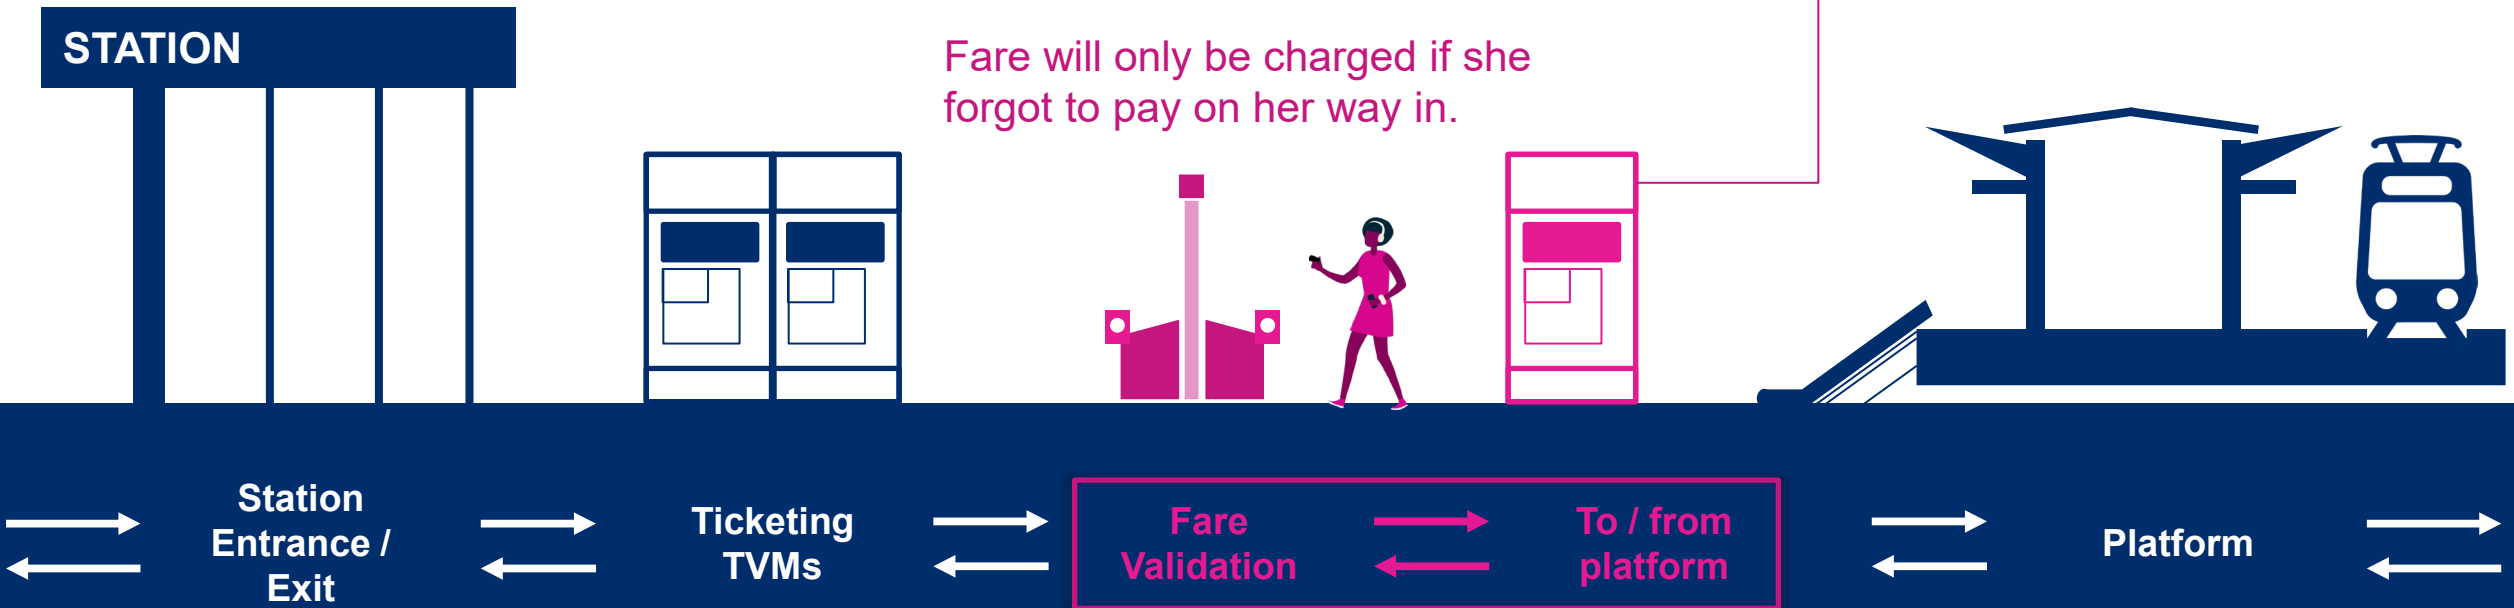 STATION
Fare will only be charged if she
forgot to pay on her way in.
Station
Entrance /
Exit
Ticketing
TVMs
Fare
Validation
To / from
platform
Platform